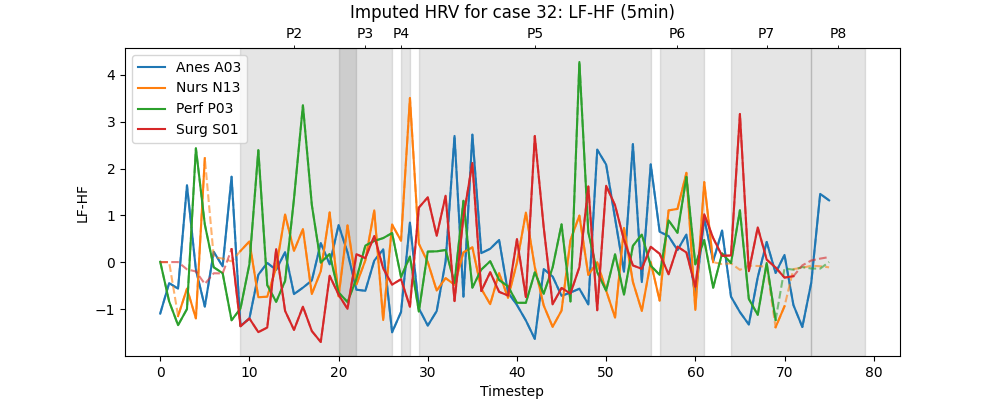 Imputed HRV for case 32: LF-HF (5min)
P2 P3 P4 P5 P6 P7 P8
Anes A03
Nurs N13
Perf P03
Surg S01
4
3
2
1
0
−1
LF-HF
0 10 20 30 40 50 60 70 80
Timestep